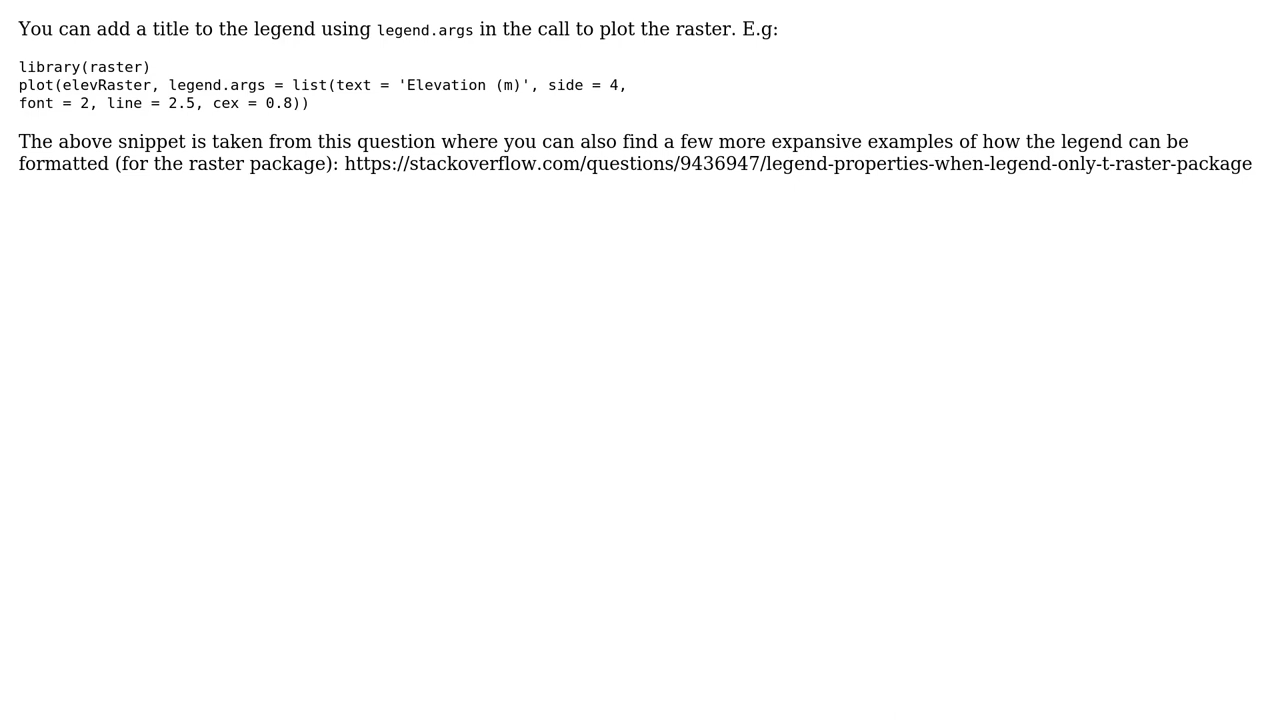 You can add a title to the legend using legend.args in the call to plot the raster. E.g:
library(raster)
plot(elevRaster, legend.args = list(text = 'Elevation (m)', side = 4,
font = 2, line = 2.5, cex = 0.8))
The above snippet is taken from this question where you can also find a few more expansive examples of how the legend can be
formatted (for the raster package): https://stackoverflow.com/questions/9436947/legend-properties-when-legend-only-t-raster-package